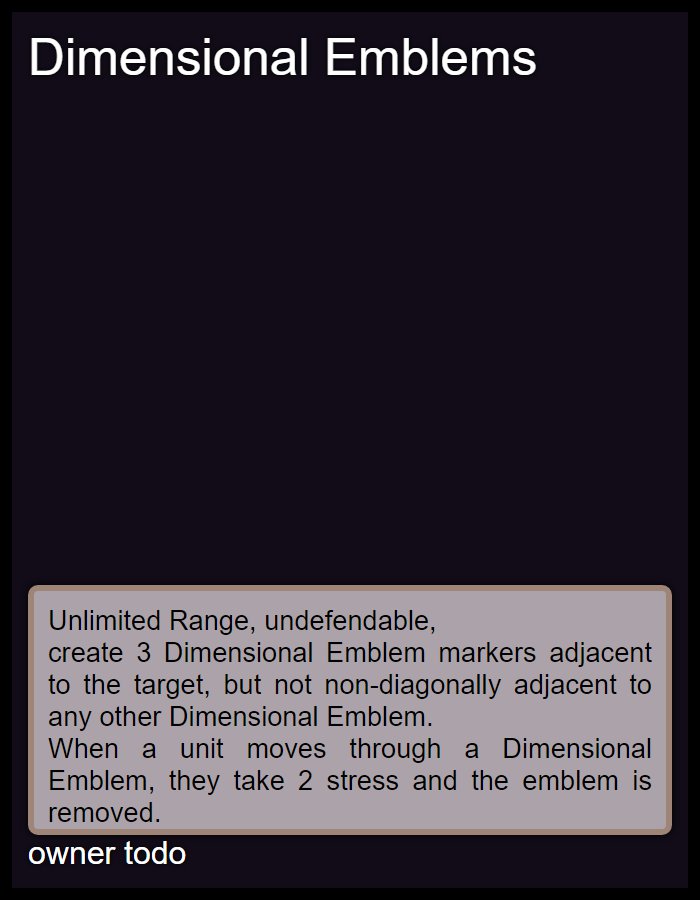 Dimensional Emblems
Unlimited Range, undefendable,
create 3 Dimensional Emblem markers adjacent
to the target, but not non-diagonally adjacent to
any other Dimensional Emblem.
When a unit moves through a Dimensional
Emblem, they take 2 stress and the emblem is
removed.
owner todo